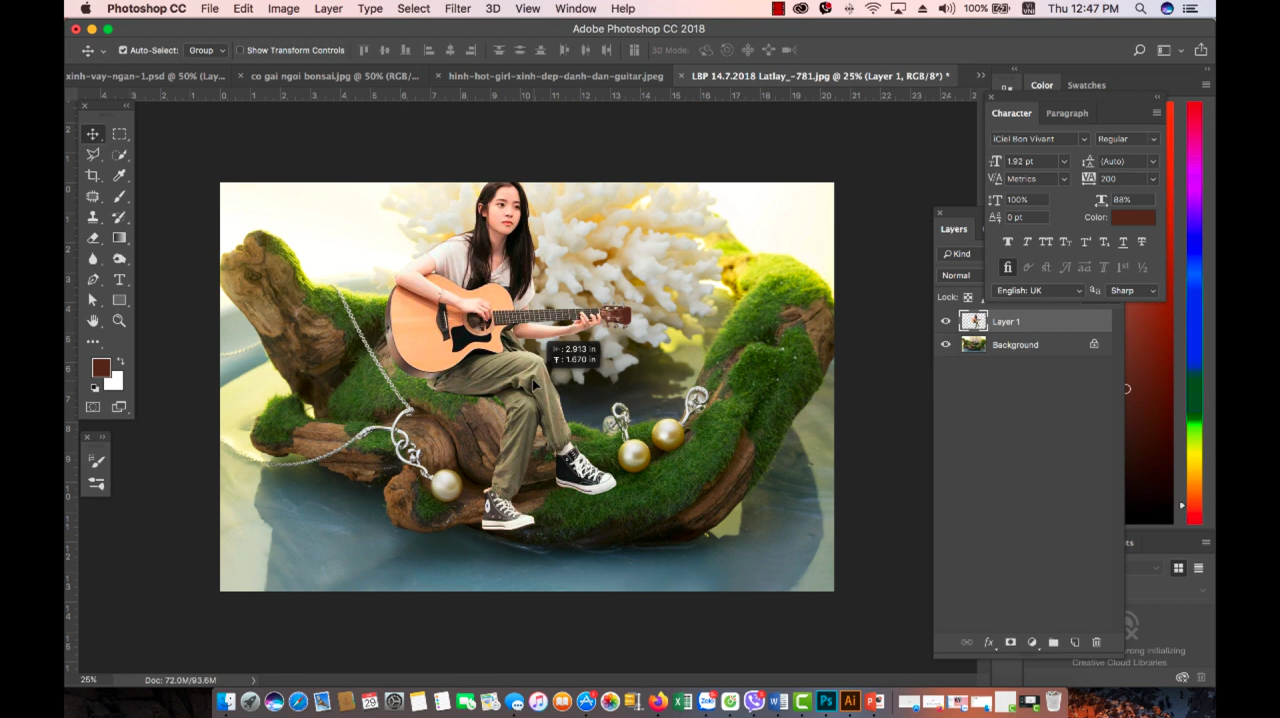 Photoshop CC File Edit Image Layer Type Select Filter 3D View Window Help 100% Thu 12:47 PM
Adobe Photoshop CC 2018
Auto-Select: Group Show Transform Controls 3D Mode:
xinh-vay-ngan-1.psd @ 50% (Lay... co gai ngoi bonsai.jpg @ 50% (RGB/... hinh-hot-girl-xinh-dep-danh-dan-guitar.jpeg LBP 14.7.2018 Latlay_-781.jpg @ 25% (Layer 1, RGB/8*) *
Color Swatches
Character Paragraph
iCiel Bon Vivant Regular
1.92 pt (Auto)
Metrics 200
100% 88%
0 pt Color:
English: UK Sharp
Layers
Kind
Normal
Lock:
Layer 1
Background
2.913 in
1.670 in
rong initializing
Creative Cloud Libraries
25% Doc: 72.0M/93.6M